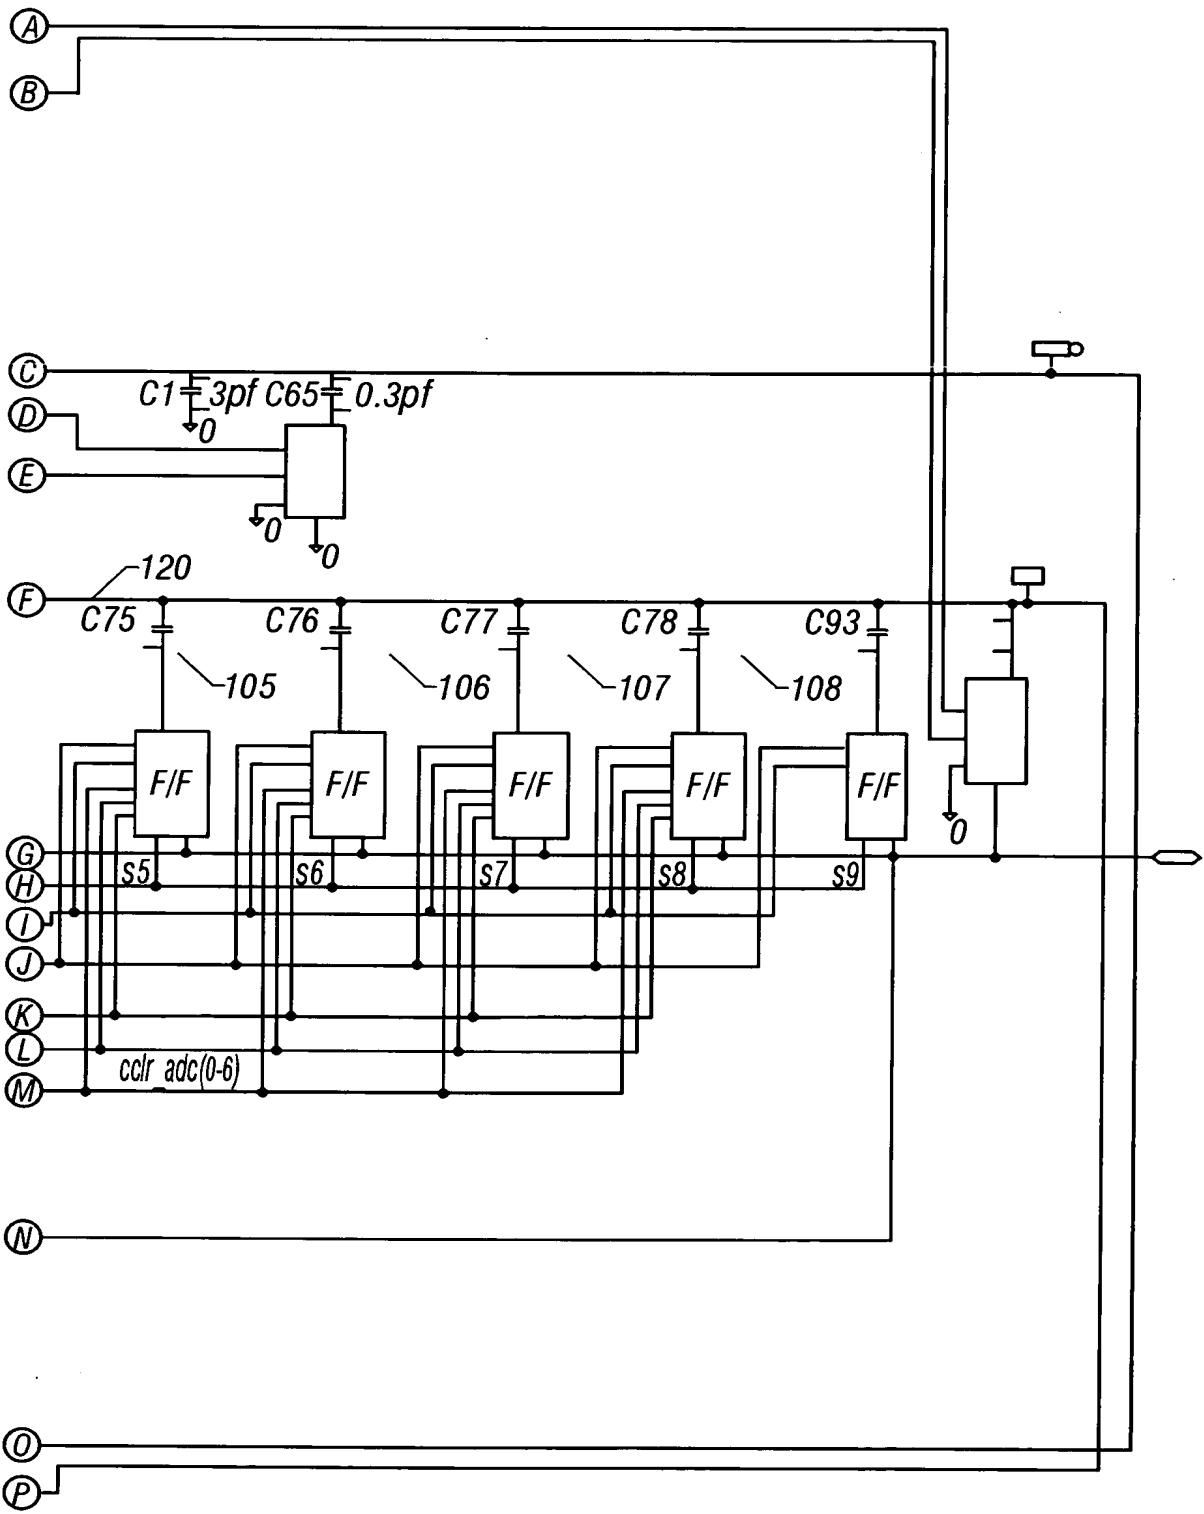 A
B
C
C1 3pf C65 0.3pf
D
0
E
0
0
120
F
C75 C76 C77 C78 C93
105 106 107 108
F/F F/F F/F F/F F/F
0
G
s5 s6 s7 s8 s9
H
I
J
K
L
cclr_adc(0-6)
M
N
O
P